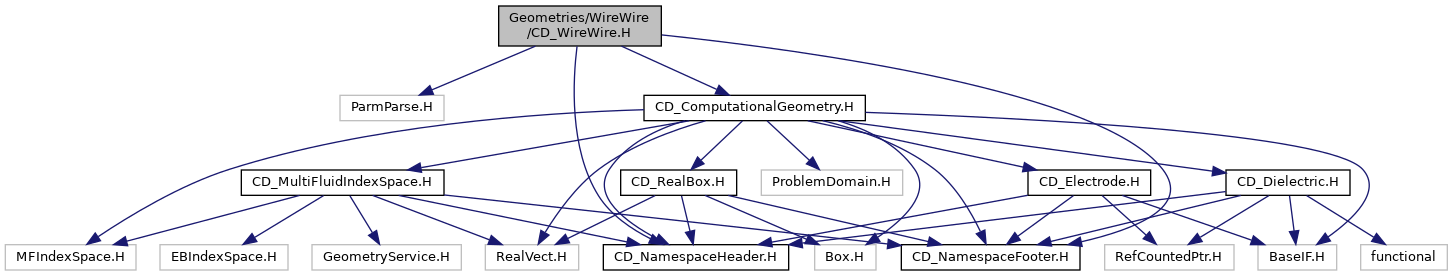 Geometries/WireWire
/CD_WireWire.H
ParmParse.H
CD_ComputationalGeometry.H
CD_MultiFluidIndexSpace.H
CD_RealBox.H
ProblemDomain.H
CD_Electrode.H
CD_Dielectric.H
MFIndexSpace.H
EBIndexSpace.H
GeometryService.H
RealVect.H
CD_NamespaceHeader.H
Box.H
CD_NamespaceFooter.H
RefCountedPtr.H
BaseIF.H
functional